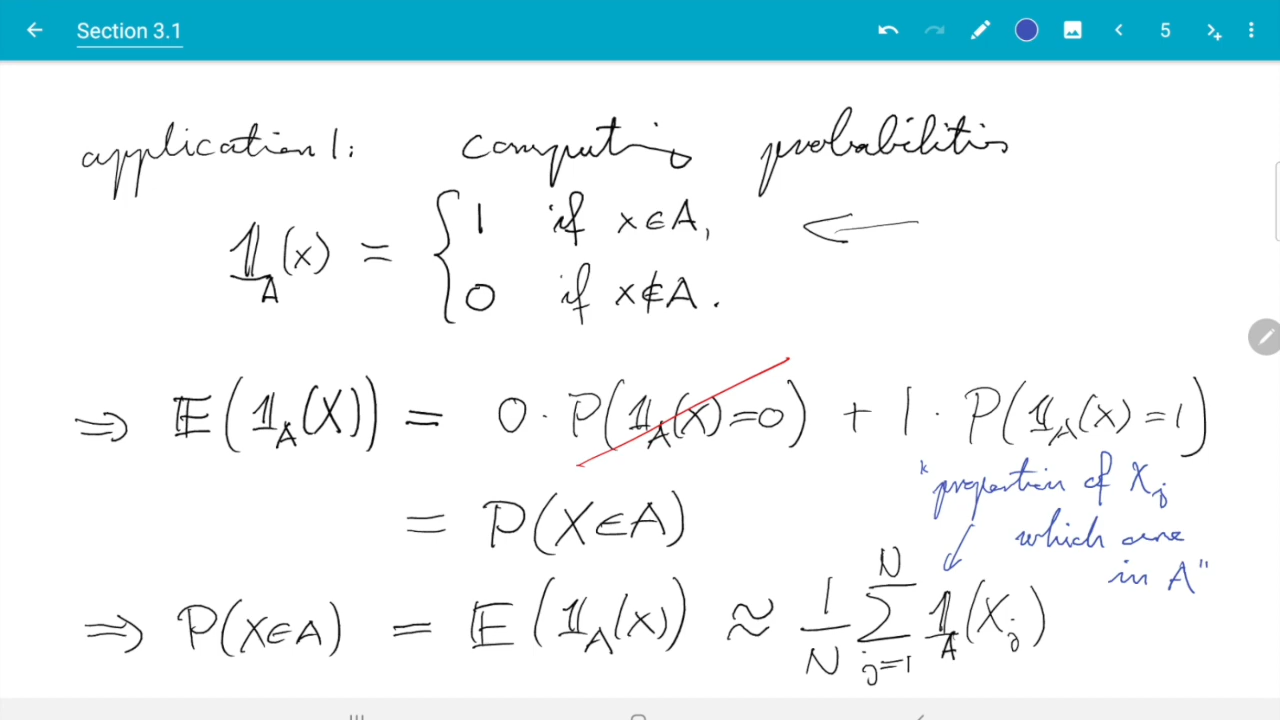 Section 3.1
5
application 1: computing probabilities
𝟙_A(x) = { 1 if x∈A,
0 if x∉A.
⇒ 𝔼(𝟙_A(X)) = 0 · P(𝟙_A(X)=0) + 1 · P(𝟙_A(X)=1)
= P(X∈A)
"proportion of X_j
which are
in A"
⇒ P(X∈A) = 𝔼(𝟙_A(X)) ≈ 1/N ∑_{j=1}^N 𝟙_A(X_j)